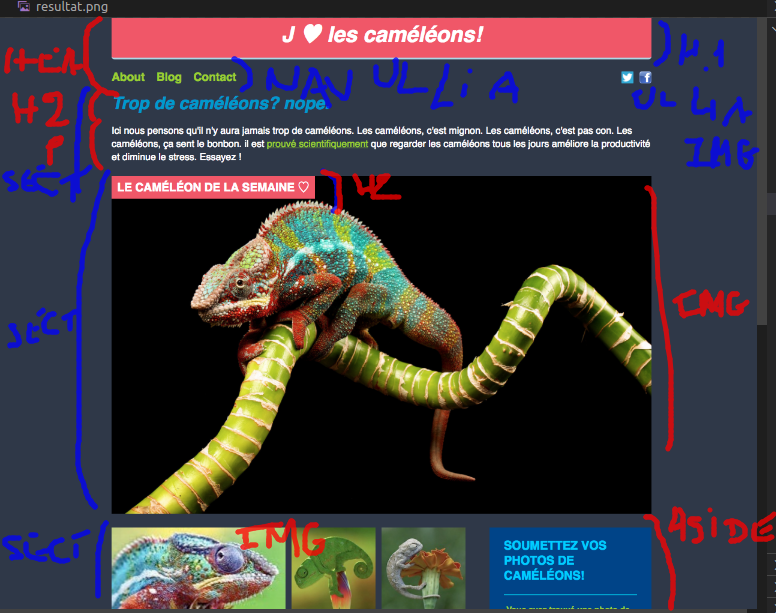 resultat.png
J ♥ les caméléons!
HEA
H.1
About Blog Contact
NAV UL LiA
UL LiA
IMG
H2
Trop de caméléons? nope.
P
SECT
Ici nous pensons qu'il n'y aura jamais trop de caméléons. Les caméléons, c'est mignon. Les caméléons, c'est pas con. Les
caméléons, ça sent le bonbon. il est prouvé scientifiquement que regarder les caméléons tous les jours améliore la productivité
et diminue le stress. Essayez !
LE CAMÉLÉON DE LA SEMAINE ♡
H2
SECT
IMG
SECT
IMG
ASIDE
SOUMETTEZ VOS
PHOTOS DE
CAMÉLÉONS!